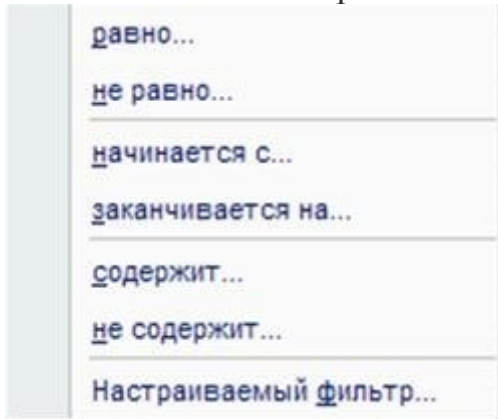 равно...
не равно...
начинается с...
заканчивается на...
содержит...
не содержит...
Настраиваемый фильтр...